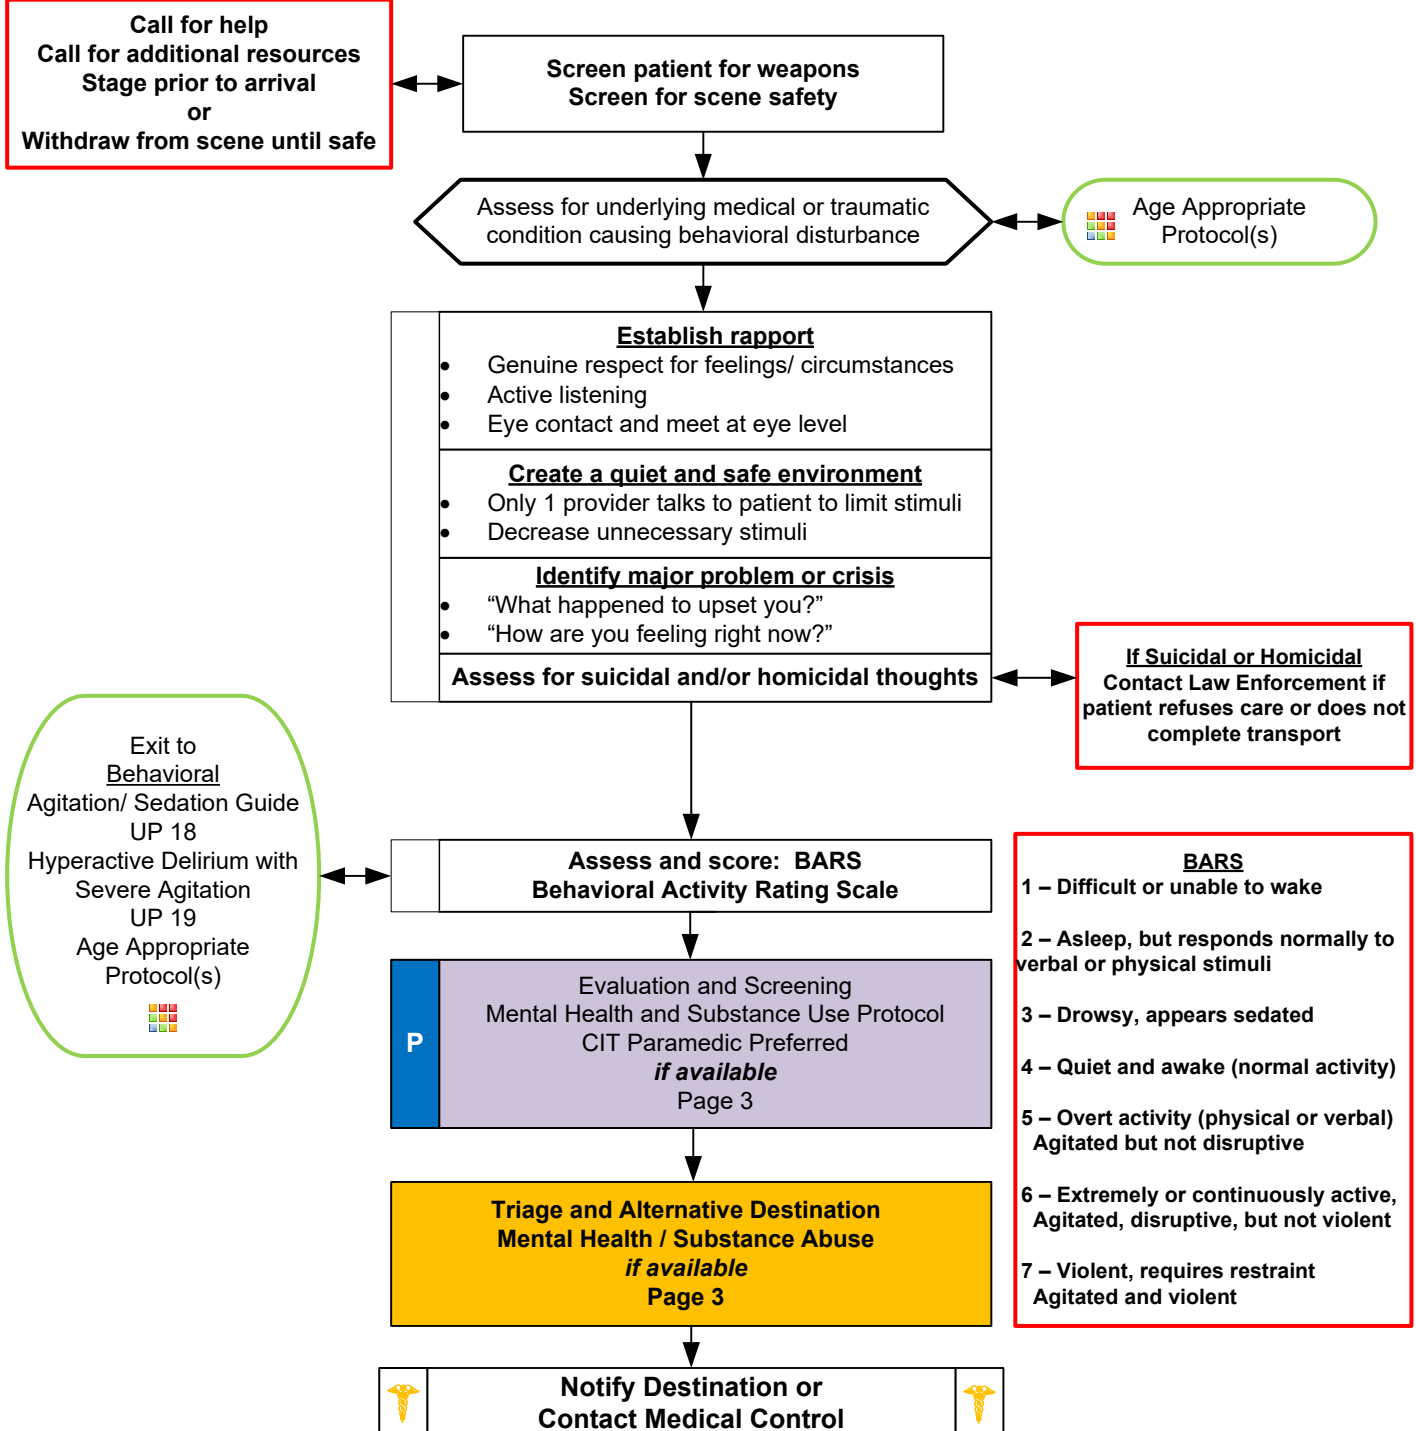 Call for help
Call for additional resources
Stage prior to arrival
or
Withdraw from scene until safe
Screen patient for weapons
Screen for scene safety
Assess for underlying medical or traumatic
condition causing behavioral disturbance
Age Appropriate
Protocol(s)
Establish rapport
• Genuine respect for feelings/ circumstances
• Active listening
• Eye contact and meet at eye level
Create a quiet and safe environment
• Only 1 provider talks to patient to limit stimuli
• Decrease unnecessary stimuli
Identify major problem or crisis
• “What happened to upset you?”
• “How are you feeling right now?”
Assess for suicidal and/or homicidal thoughts
If Suicidal or Homicidal
Contact Law Enforcement if
patient refuses care or does not
complete transport
Exit to
Behavioral
Agitation/ Sedation Guide
UP 18
Hyperactive Delirium with
Severe Agitation
UP 19
Age Appropriate
Protocol(s)
Assess and score: BARS
Behavioral Activity Rating Scale
BARS
1 – Difficult or unable to wake
2 – Asleep, but responds normally to
verbal or physical stimuli
3 – Drowsy, appears sedated
4 – Quiet and awake (normal activity)
5 – Overt activity (physical or verbal)
Agitated but not disruptive
6 – Extremely or continuously active,
Agitated, disruptive, but not violent
7 – Violent, requires restraint
Agitated and violent
P
Evaluation and Screening
Mental Health and Substance Use Protocol
CIT Paramedic Preferred
if available
Page 3
Triage and Alternative Destination
Mental Health / Substance Abuse
if available
Page 3
Notify Destination or
Contact Medical Control